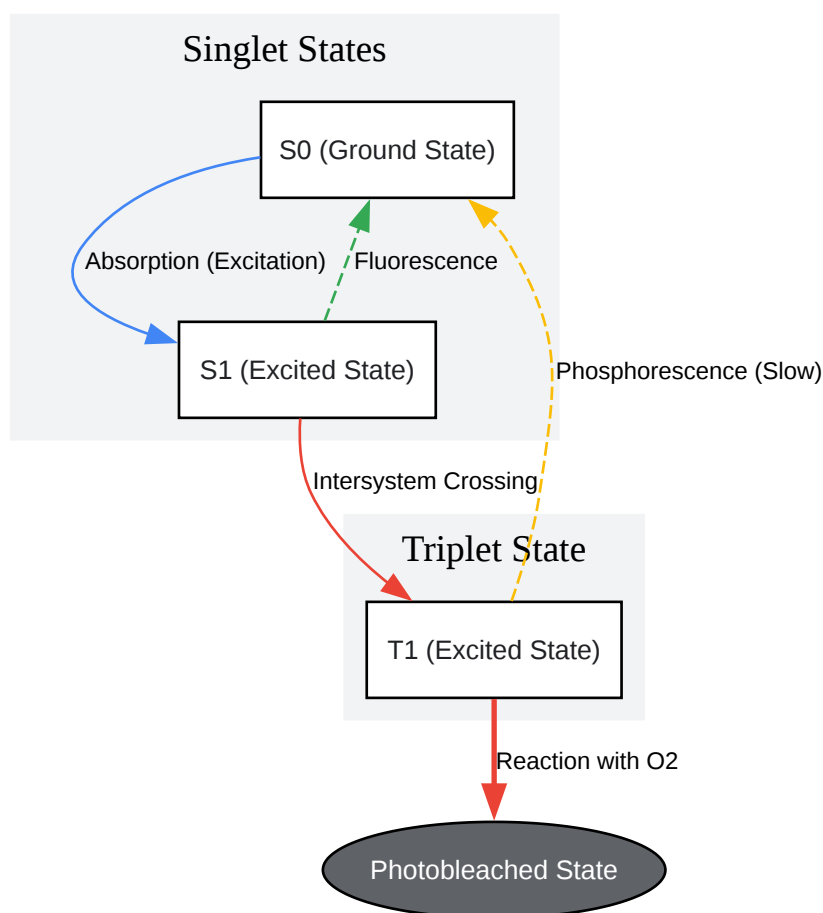 Singlet States
S0 (Ground State)
Absorption (Excitation)
Fluorescence
S1 (Excited State)
Phosphorescence (Slow)
Intersystem Crossing
Triplet State
T1 (Excited State)
Reaction with O2
Photobleached State